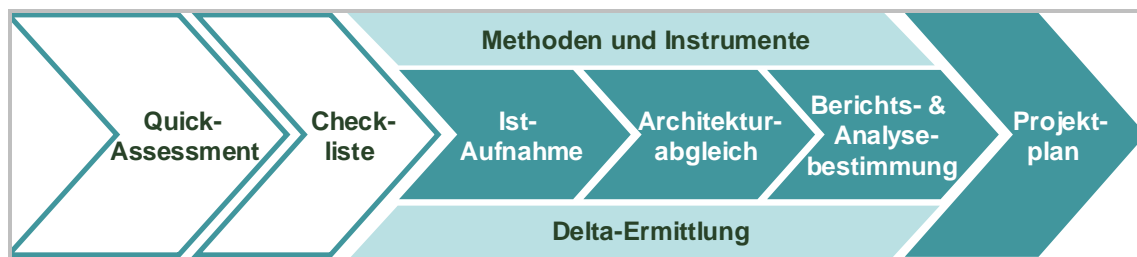 Methoden und Instrumente
Quick-
Assessment
Check-
liste
Ist-
Aufnahme
Architektur-
abgleich
Berichts- &
Analyse-
bestimmung
Projekt-
plan
Delta-Ermittlung